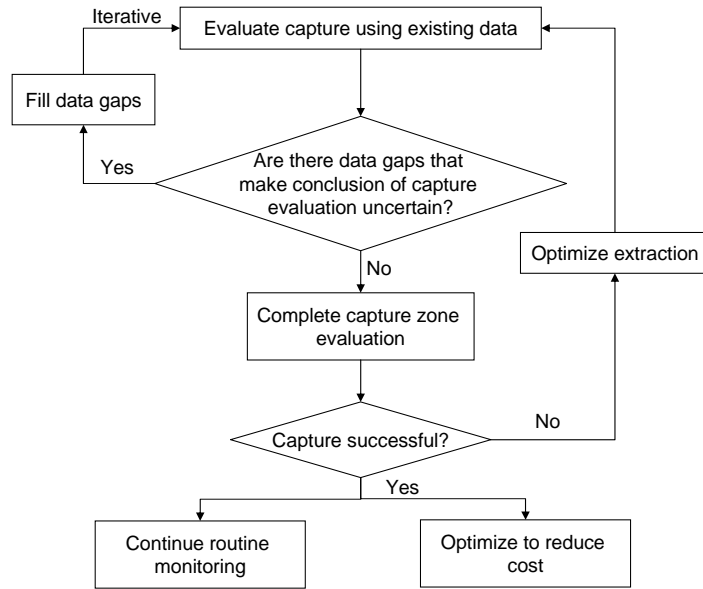 Iterative
Evaluate capture using existing data
Fill data gaps
Yes
Are there data gaps that
make conclusion of capture
evaluation uncertain?
Optimize extraction
No
Complete capture zone
evaluation
Capture successful?
No
Yes
Continue routine
monitoring
Optimize to reduce
cost